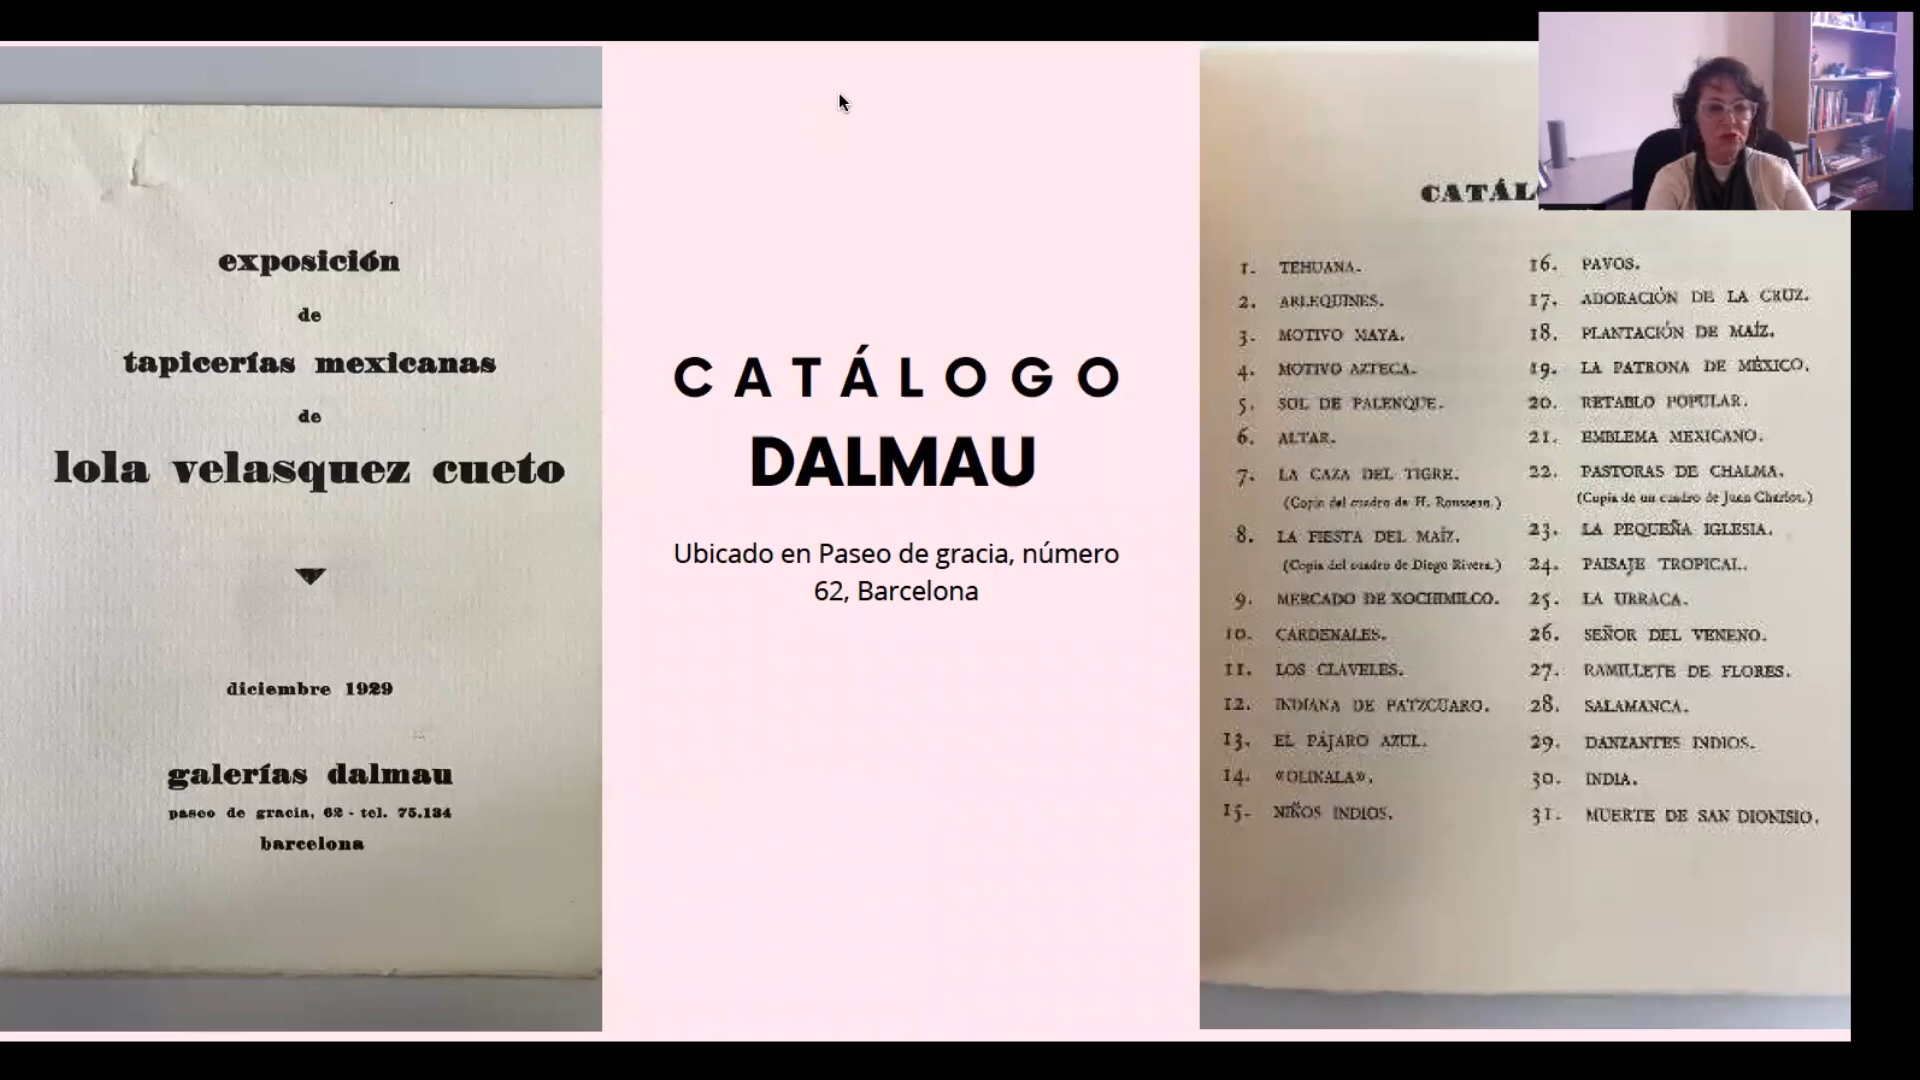 exposición
de
tapicerías mexicanas
de
lola velasquez cueto
diciembre 1929
galerías dalmau
paseo de gracia, 62 - tel. 75.184
barcelona
CATÁLOGO
DALMAU
Ubicado en Paseo de gracia, número
62, Barcelona
CATÁL
1. TEHUANA.
2. ARLEQUINES.
3. MOTIVO MAYA.
4. MOTIVO AZTECA.
5. SOL DE PALENQUE.
6. ALTAR.
7. LA CAZA DEL TIGRE.
(Copia del cuadro de H. Rousseau.)
8. LA FIESTA DEL MAÍZ.
(Copia del cuadro de Diego Rivera.)
9. MERCADO DE XOCHIMILCO.
10. CARDENALES.
11. LOS CLAVELES.
12. INDIANA DE PATZCUARO.
13. EL PÁJARO AZUL.
14. «OLINALA».
15. NIÑOS INDIOS.
16. PAVOS.
17. ADORACIÓN DE LA CRUZ.
18. PLANTACIÓN DE MAÍZ.
19. LA PATRONA DE MÉXICO.
20. RETABLO POPULAR.
21. EMBLEMA MEXICANO.
22. PASTORAS DE CHALMA.
(Copia de un cuadro de Juan Charlot.)
23. LA PEQUEÑA IGLESIA.
24. PAISAJE TROPICAL.
25. LA URRACA.
26. SEÑOR DEL VENENO.
27. RAMILLETE DE FLORES.
28. SALAMANCA.
29. DANZANTES INDIOS.
30. INDIA.
31. MUERTE DE SAN DIONISIO.